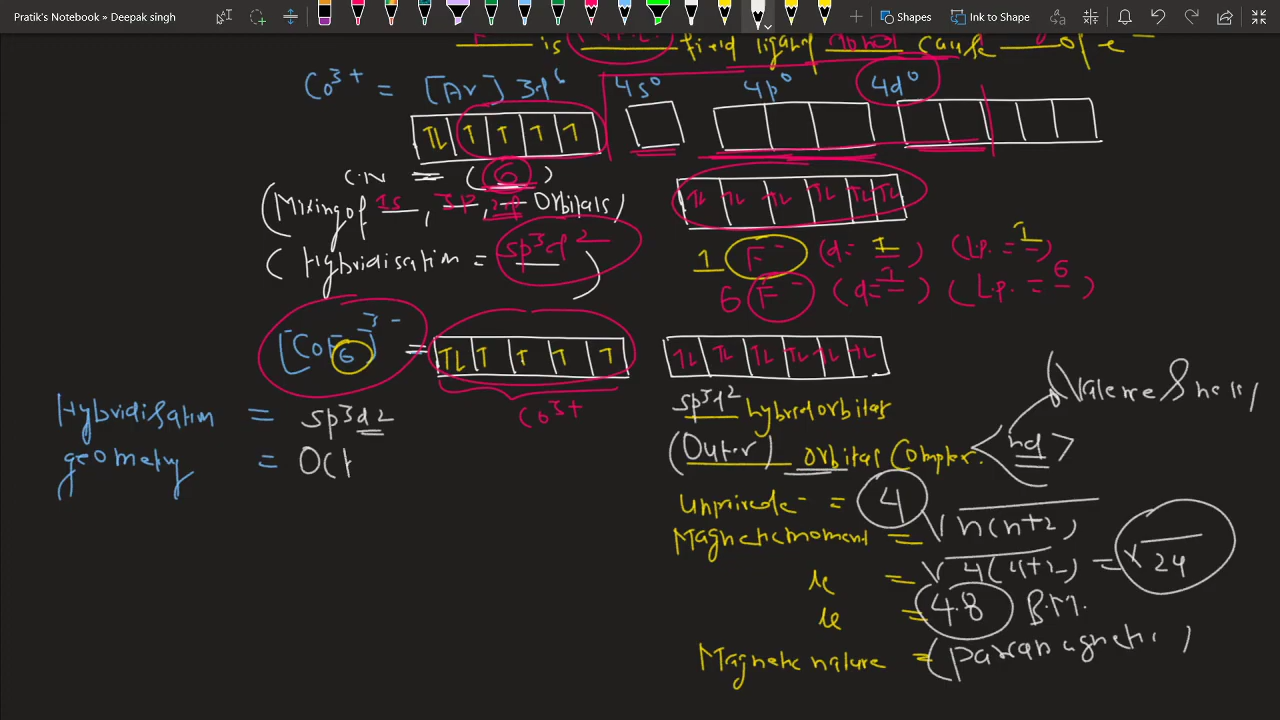 Pratik's Notebook » Deepak singh
Shapes
Ink to Shape
is field ligand cause of e⁻
Co³⁺ = [Ar] 3d⁶ 4s⁰ 4p⁰ 4d⁰
CN = (6)
(Mixing of 1s, 3p, 2d Orbitals)
(Hybridisation = sp³d²)
1 F⁻ (d = 1) (L.p. = 1)
6 F⁻ (d = 1) (L.p. = 6)
[CoF6]³⁻ =
Co³⁺
sp³d² hybrid orbitals
Valence Shell
Hybridisation = sp3d2
(Outer) orbital Complex.
nd
geometry = Oct
unpaired e⁻ = 4
Magnetic moment = √n(n+2)
u = √4(4+2) = √24
u = 4.8 B.M.
Magnetic nature = (paramagnetic)